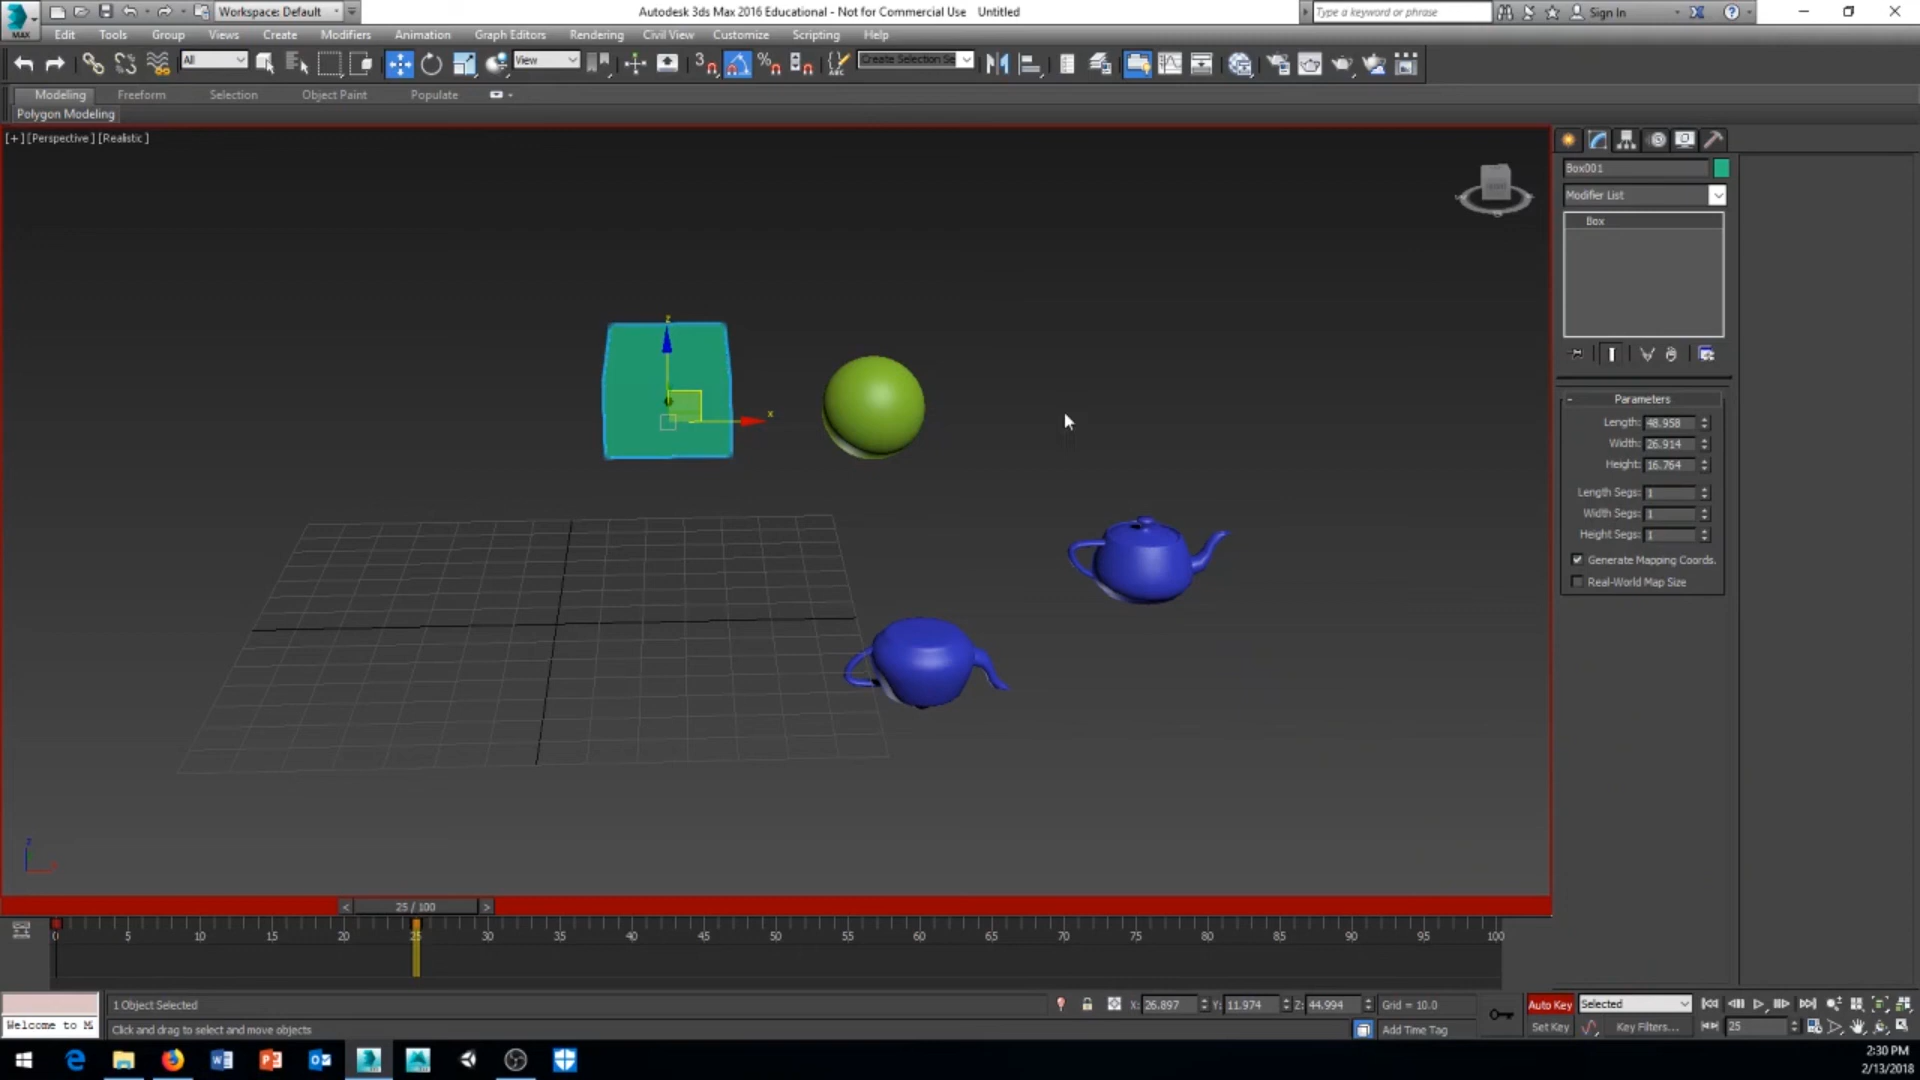 Workspace: Default
Autodesk 3ds Max 2016 Educational - Not for Commercial Use Untitled
Type a keyword or phrase
Sign In
MAX
Edit Tools Group Views Create Modifiers Animation Graph Editors Rendering Civil View Customize Scripting Help
All
View
3
Create Selection Se
Modeling Freeform Selection Object Paint Populate
Polygon Modeling
[+] [Perspective] [Realistic]
Box001
Modifier List
Box
z
x
Parameters
Length: 48.958
Width: 26.914
Height: 16.764
Length Segs: 1
Width Segs: 1
Height Segs: 1
Generate Mapping Coords.
Real-World Map Size
z
< 25 / 100 >
0 5 10 15 20 25 30 35 40 45 50 55 60 65 70 75 80 85 90 95 100
1 Object Selected
X: 26.897 Y: 11.974 Z: 44.994 Grid = 10.0
Auto Key Selected
Welcome to M
Click and drag to select and move objects
Add Time Tag
Set Key Key Filters... 25
2:30 PM
2/13/2018